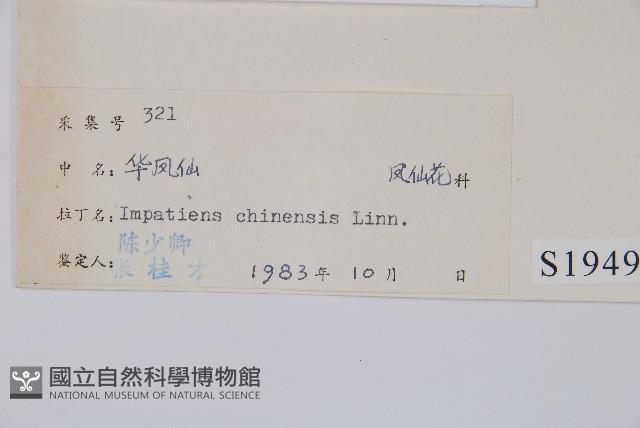 采集号 321
中 名：华凤仙 凤仙花科
拉丁名：Impatiens chinensis Linn.
鉴定人：陈少卿
张桂才 1983年 10月 日
S1949
國立自然科學博物館
NATIONAL MUSEUM OF NATURAL SCIENCE